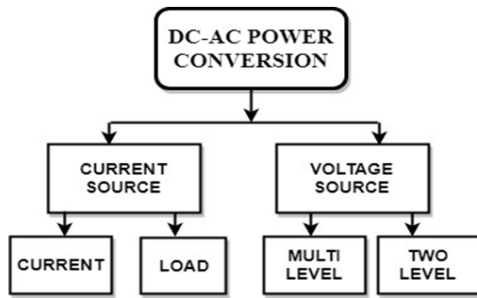 DC-AC POWER
CONVERSION
CURRENT
SOURCE
VOLTAGE
SOURCE
CURRENT
LOAD
MULTI
LEVEL
TWO
LEVEL